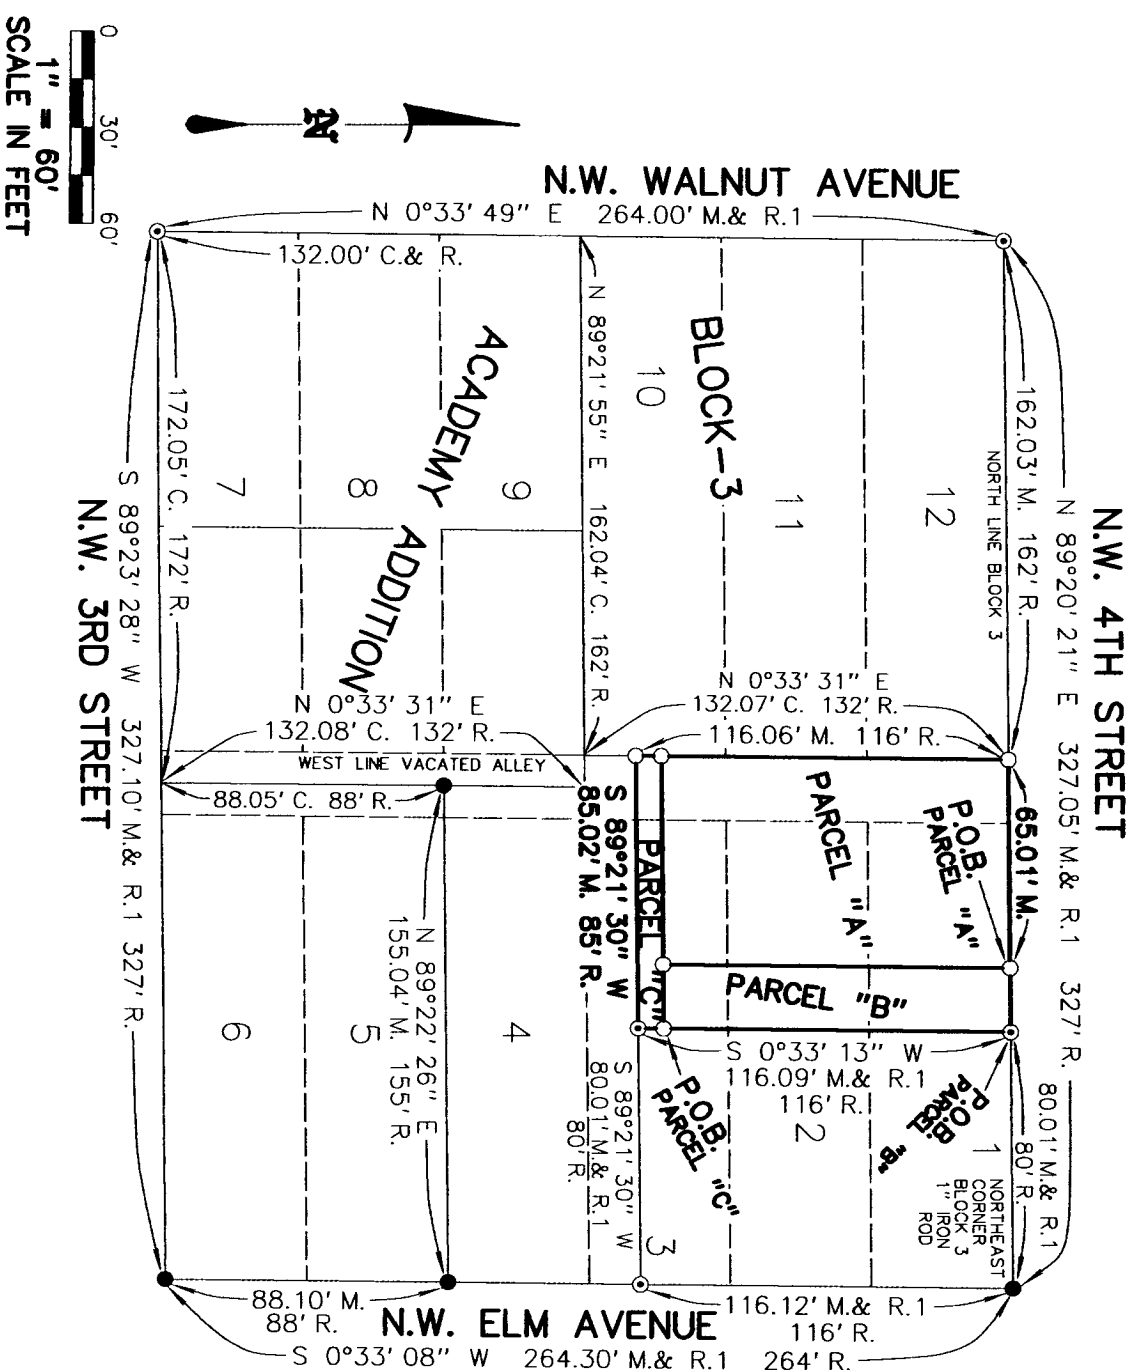 0 30' 60'
1" = 60'
SCALE IN FEET
N
N.W. WALNUT AVENUE
N 0°33' 49" E 264.00' M.& R.1
132.00' C.& R.
N.W. 4TH STREET
N 89°20' 21" E 327.05' M.& R.1 327' R.
162.03' M. 162' R.
NORTH LINE BLOCK 3
65.01' M.
80.01' M.& R.1
80' R.
NORTHEAST
CORNER
BLOCK 3
1" IRON
ROD
12
11
BLOCK-3
10
N 89°21' 55" E 162.04' C. 162' R.
9
8
7
ACADEMY ADDITION
N 0°33' 31" E
132.07' C. 132' R.
116.06' M. 116' R.
P.O.B.
PARCEL "A"
PARCEL "A"
PARCEL "B"
PARCEL "C"
P.O.B.
PARCEL "B"
1
S 0°33' 13" W
116.09' M.& R.1
116' R.
2
P.O.B.
PARCEL "C"
3
S 89°21' 30" W
85.02' M. 85' R.
S 89°21' 30" W
80.01' M.& R.1
80' R.
N 0°33' 31" E
132.08' C. 132' R.
WEST LINE VACATED ALLEY
88.05' C. 88' R.
4
N 89°22' 26" E
155.04' M. 155' R.
5
6
172.05' C. 172' R.
S 89°23' 28" W 327.10' M.& R.1 327' R.
N.W. 3RD STREET
116.12' M.& R.1
116' R.
88.10' M.
88' R.
N.W. ELM AVENUE
S 0°33' 08" W 264.30' M.& R.1 264' R.